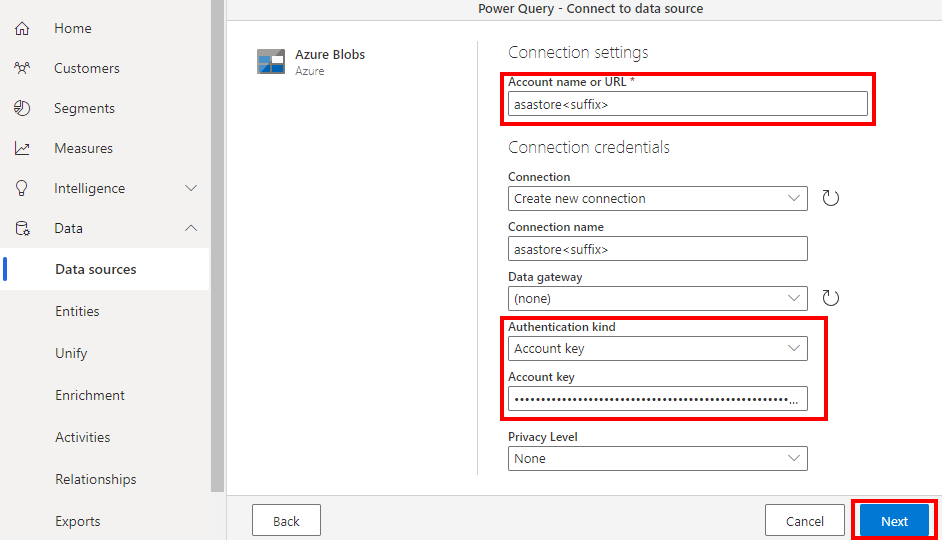 Power Query - Connect to data source
Home
Customers
Segments
Measures
Intelligence
Data
Data sources
Entities
Unify
Enrichment
Activities
Relationships
Exports
Azure Blobs
Azure
Connection settings
Account name or URL *
asastore<suffix>
Connection credentials
Connection
Create new connection
Connection name
asastore<suffix>
Data gateway
(none)
Authentication kind
Account key
Account key
••••••••••••••••••••••••••••••••••••••••••••••••••••...
Privacy Level
None
Back
Cancel
Next